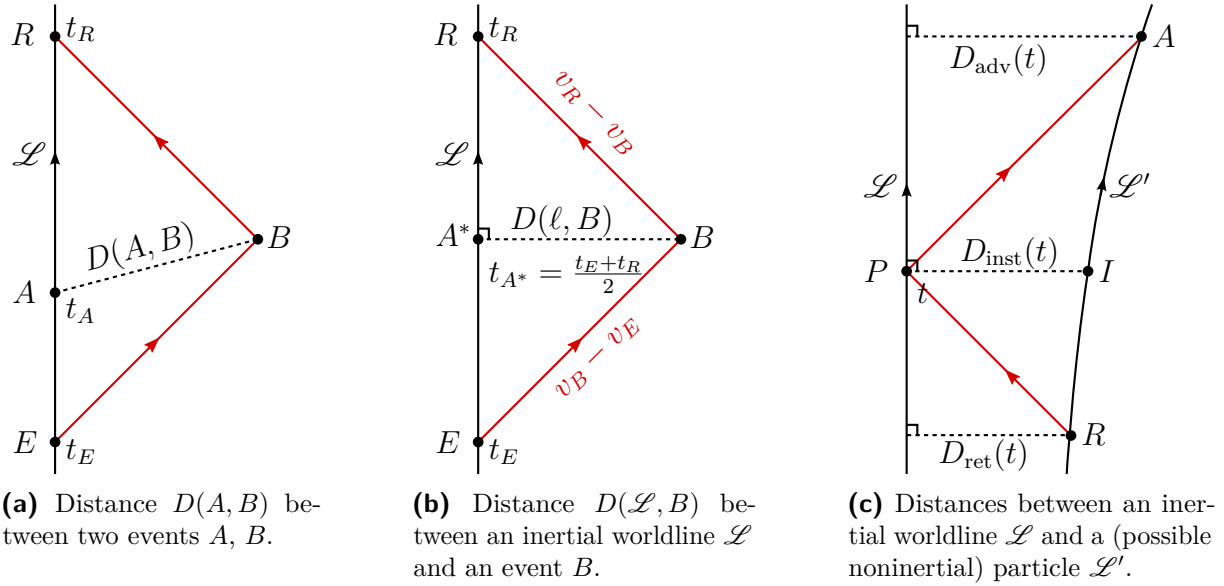 R
t_R
ℒ
D(A, B)
B
A
t_A
E
t_E
(a) Distance D(A, B) be-
tween two events A, B.
R
t_R
v_R − v_B
ℒ
A*
D(ℓ, B)
B
t_{A*} = \frac{t_E+t_R}{2}
v_B − v_E
E
t_E
(b) Distance D(ℒ, B) be-
tween an inertial worldline ℒ
and an event B.
A
D_adv(t)
ℒ
ℒ′
P
D_inst(t)
I
t
R
D_ret(t)
(c) Distances between an iner-
tial worldline ℒ and a (possible
noninertial) particle ℒ′.